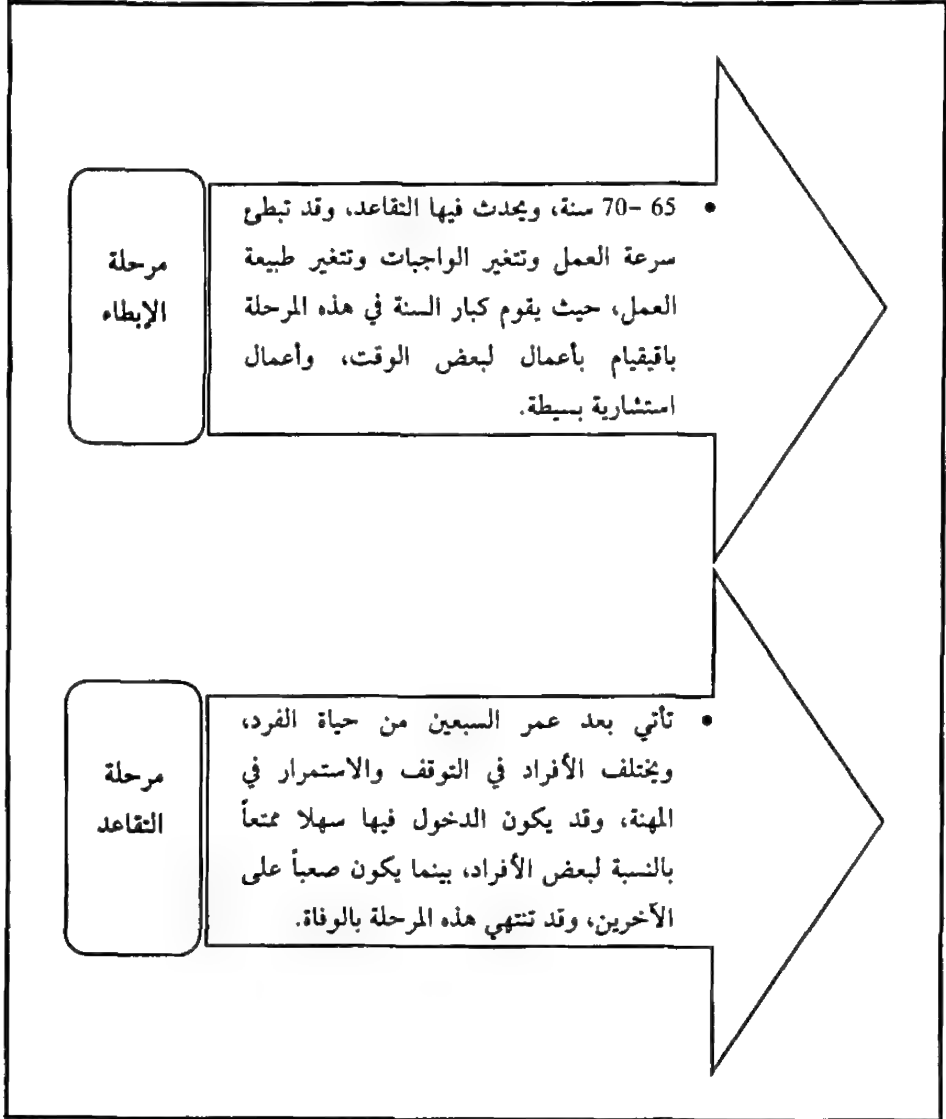 مرحلة
الإبطاء
• 65 –70 سنة، ويحدث فيها التقاعد، وقد تبطئ
سرعة العمل وتتغير الواجبات وتتغير طبيعة
العمل، حيث يقوم كبار السنة في هذه المرحلة
باقيقيام بأعمال لبعض الوقت، وأعمال
استشارية بسيطة.
مرحلة
التقاعد
• تأتي بعد عمر السبعين من حياة الفرد،
ويختلف الأفراد في التوقف والاستمرار في
المهنة، وقد يكون الدخول فيها سهلا ممتعاً
بالنسبة لبعض الأفراد، بينما يكون صعباً على
الآخرين، وقد تنتهي هذه المرحلة بالوفاة.